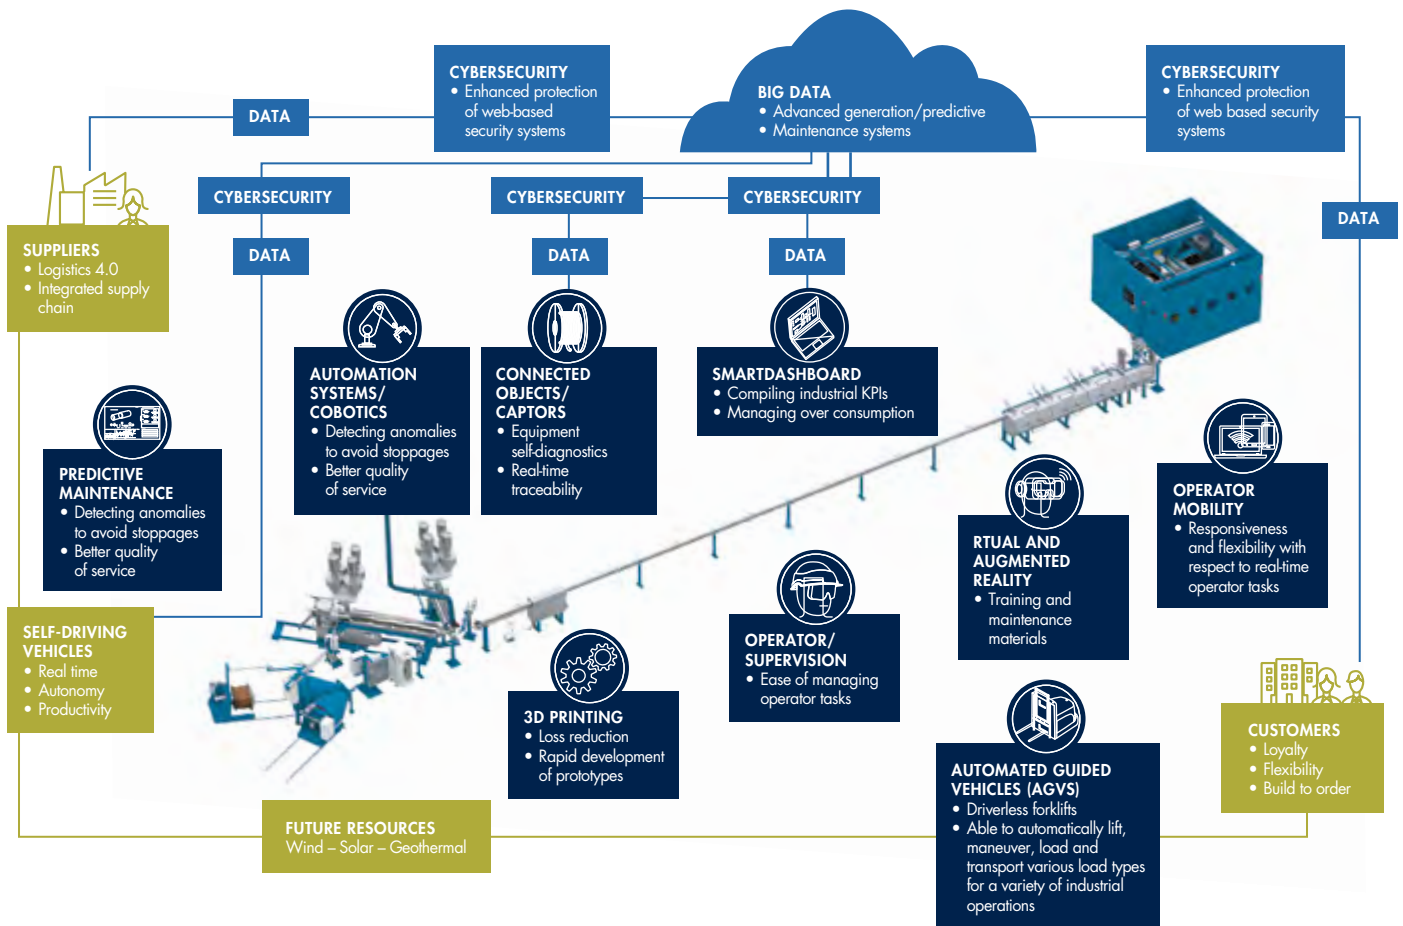 CYBERSECURITY
• Enhanced protection
of web-based
security systems
BIG DATA
• Advanced generation/predictive
• Maintenance systems
CYBERSECURITY
• Enhanced protection
of web based security
systems
DATA
CYBERSECURITY
CYBERSECURITY
CYBERSECURITY
DATA
DATA
DATA
DATA
SUPPLIERS
• Logistics 4.0
• Integrated supply
chain
AUTOMATION
SYSTEMS/
COBOTICS
• Detecting anomalies
to avoid stoppages
• Better quality
of service
CONNECTED
OBJECTS/
CAPTORS
• Equipment
self-diagnostics
• Real-time
traceability
SMARTDASHBOARD
• Compiling industrial KPIs
• Managing over consumption
PREDICTIVE
MAINTENANCE
• Detecting anomalies
to avoid stoppages
• Better quality
of service
OPERATOR
MOBILITY
• Responsiveness
and flexibility with
respect to real-time
operator tasks
RTUAL AND
AUGMENTED
REALITY
• Training and
maintenance
materials
SELF-DRIVING
VEHICLES
• Real time
• Autonomy
• Productivity
OPERATOR/
SUPERVISION
• Ease of managing
operator tasks
3D PRINTING
• Loss reduction
• Rapid development
of prototypes
CUSTOMERS
• Loyalty
• Flexibility
• Build to order
AUTOMATED GUIDED
VEHICLES (AGVS)
• Driverless forklifts
• Able to automatically lift,
maneuver, load and
transport various load types
for a variety of industrial
operations
FUTURE RESOURCES
Wind – Solar – Geothermal